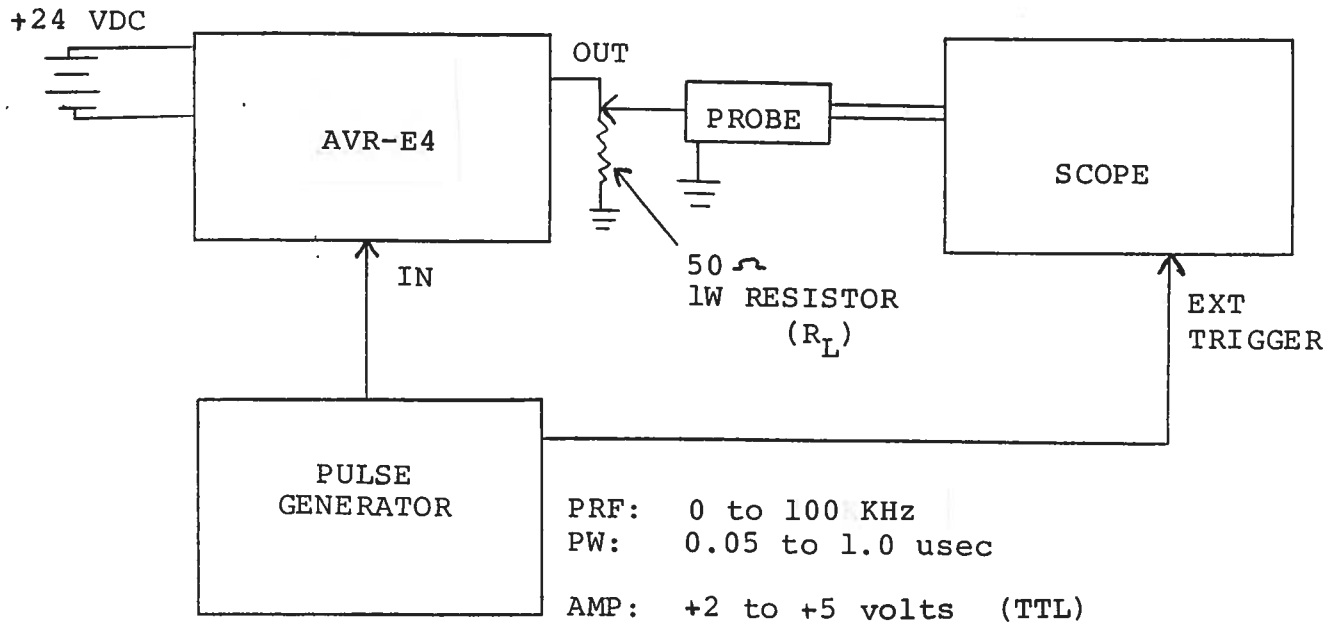 +24 VDC
AVR-E4
OUT
PROBE
SCOPE
IN
50 Ω
1W RESISTOR
(R_L)
EXT
TRIGGER
PULSE
GENERATOR
PRF: 0 to 100 KHz
PW: 0.05 to 1.0 usec
AMP: +2 to +5 volts (TTL)